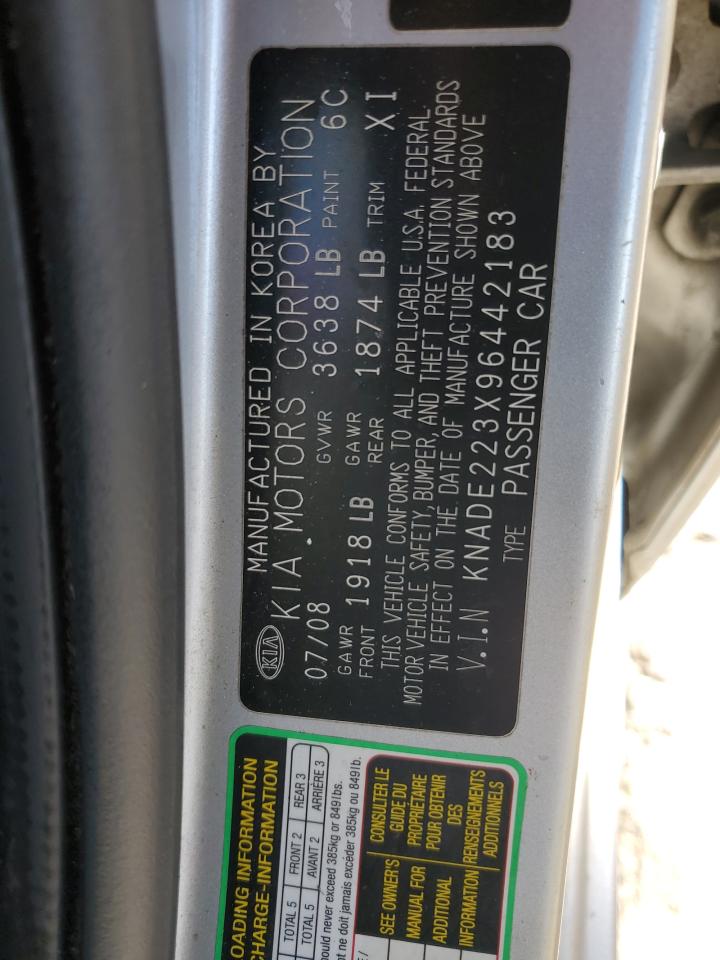 MANUFACTURED IN KOREA BY
KIA KIA MOTORS CORPORATION
07/08 GVWR 3638 LB PAINT 6C
GAWR FRONT 1918 LB GAWR REAR 1874 LB TRIM XI
THIS VEHICLE CONFORMS TO ALL APPLICABLE U.S.A. FEDERAL
MOTOR VEHICLE SAFETY, BUMPER, AND THEFT PREVENTION STANDARDS
IN EFFECT ON THE DATE OF MANUFACTURE SHOWN ABOVE
V.I.N KNADE223X96442183
TYPE PASSENGER CAR
LOADING INFORMATION
CHARGE-INFORMATION
TOTAL 5 FRONT 2 REAR 3
TOTAL 5 AVANT 2 ARRIÈRE 3
should never exceed 385kg or 849lbs.
nt ne doit jamais excéder 385kg ou 849lb.
SEE OWNER'S
MANUAL FOR
ADDITIONAL
INFORMATION
CONSULTER LE
GUIDE DU
PROPRIÉTAIRE
POUR OBTENIR
DES
RENSEIGNEMENTS
ADDITIONNELS